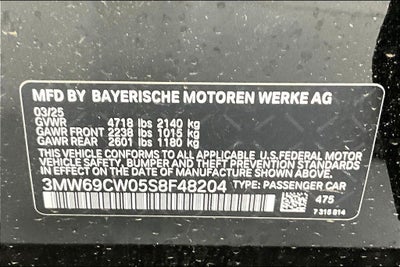 MFD BY BAYERISCHE MOTOREN WERKE AG
03/25
GVWR 4718 lbs 2140 kg
GAWR FRONT 2238 lbs 1015 kg
GAWR REAR 2601 lbs 1180 kg
THIS VEHICLE CONFORMS TO ALL APPLICABLE U.S. FEDERAL MOTOR
VEHICLE SAFETY, BUMPER, AND THEFT PREVENTION STANDARDS IN
EFFECT ON THE DATE OF MANUFACTURE SHOWN ABOVE.
3MW69CW05S8F48204 TYPE: PASSENGER CAR
475
7 315 814